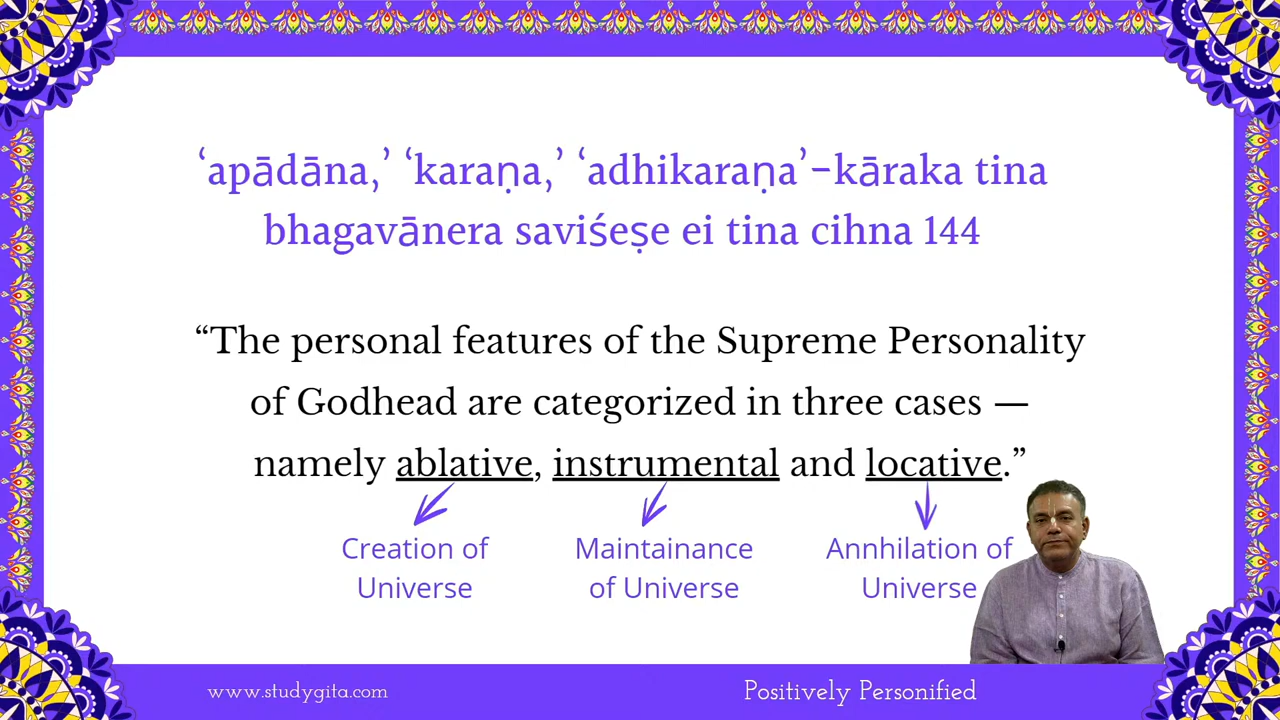 ‘apādāna,’ ‘karaṇa,’ ‘adhikaraṇa’–kāraka tina
bhagavānera saviśeṣe ei tina cihna 144
“The personal features of the Supreme Personality
of Godhead are categorized in three cases —
namely ablative, instrumental and locative.”
Creation of
Universe
Maintainance
of Universe
Annhilation of
Universe
www.studygita.com
Positively Personified